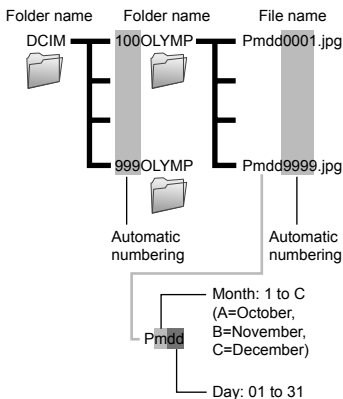 Folder name Folder name File name
DCIM 100OLYMP Pmdd0001.jpg
999OLYMP Pmdd9999.jpg
Automatic numbering Automatic numbering
Month: 1 to C
(A=October,
B=November,
C=December)
Pmdd
Day: 01 to 31